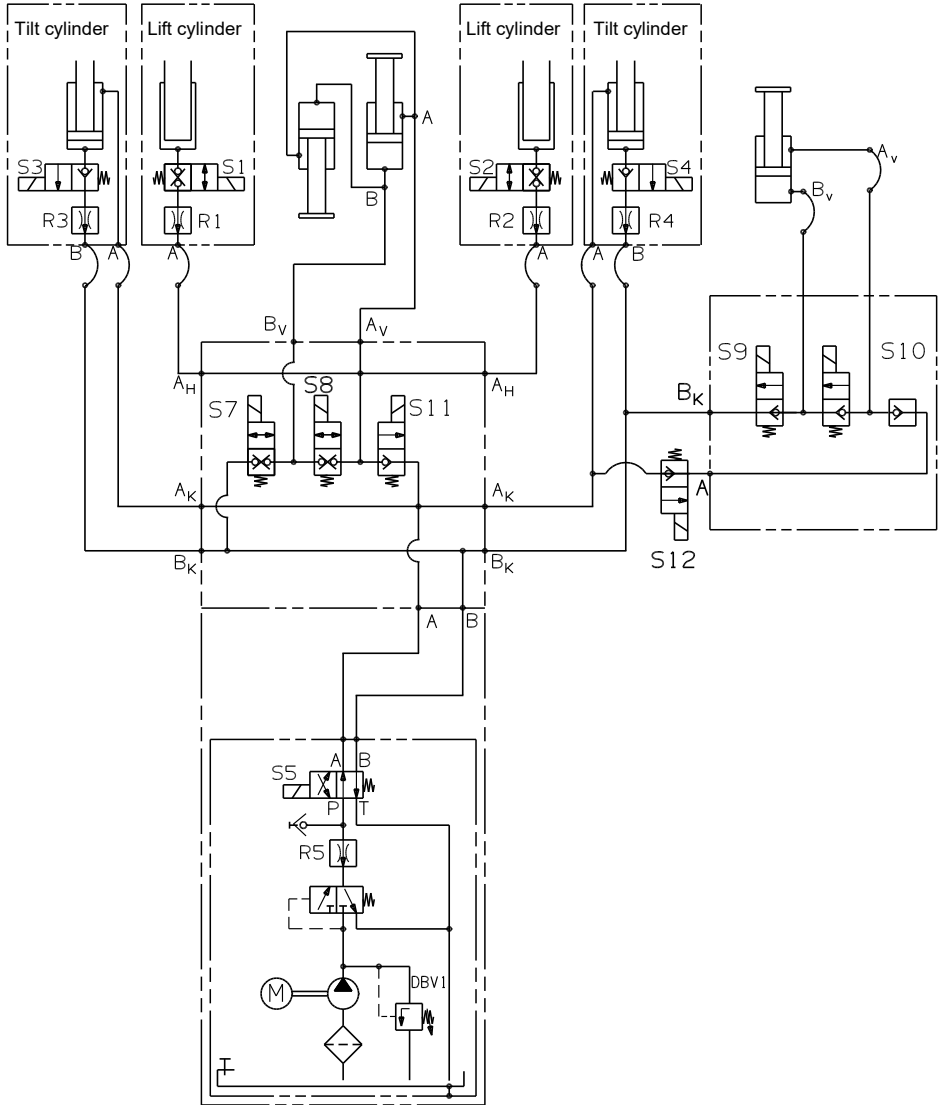 Tilt cylinder
Lift cylinder
Lift cylinder
Tilt cylinder
A
B
S3
S1
S2
S4
R3
R1
R2
R4
B
A
A
A
A
B
Av
Bv
BV
AV
AH
AH
S7
S8
S11
S9
S10
BK
A
S12
AK
AK
BK
BK
A
B
A
B
S5
P
T
R5
DBV1
M